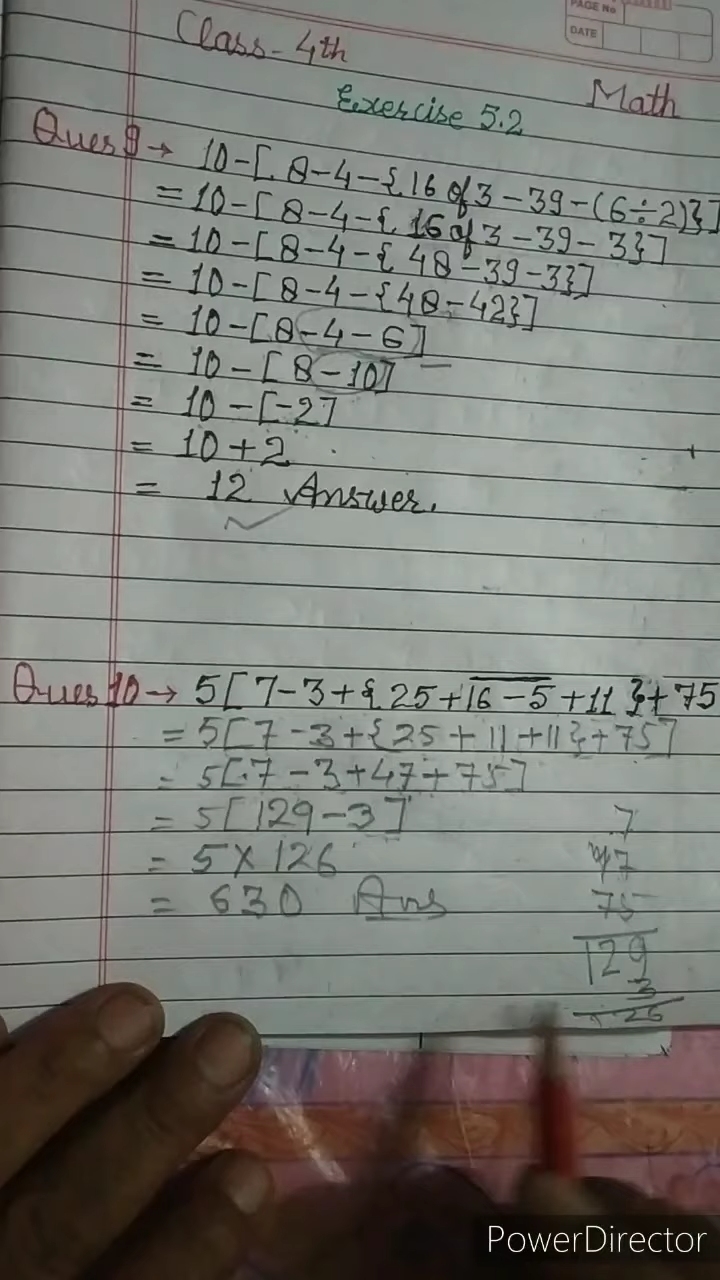 PAGE No
DATE
Class - 4th
Math
Exercise 5.2
Ques 9 → 10-[ 8-4-{16 of 3-39-(6÷2)}]
= 10-[ 8-4-{ 16 of 3-39-3}]
= 10-[ 8-4-{ 48-39-3}]
= 10-[8-4-{48-42}]
= 10-[8-4-6]
= 10-[ 8-10]
= 10-[-2]
= 10+2
= 12 Answer.
Ques 10 → 5[ 7-3+{ 25+16-5+11 }+75
= 5[7-3+{25+11+11}+75]
= 5[7-3+47+75]
= 5[129-3]
= 5×126
= 630 Ans
7
47
75
129
3
126
PowerDirector